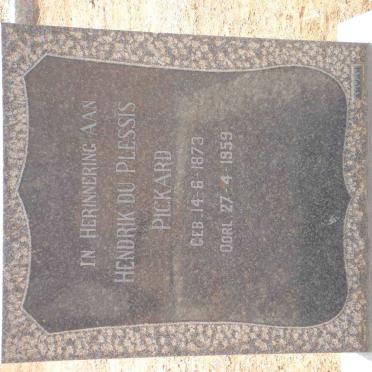 IN HERINNERING AAN
HENDRIK DU PLESSIS
PICKARD
GEB. 14-6-1873
OORL. 27-4-1959